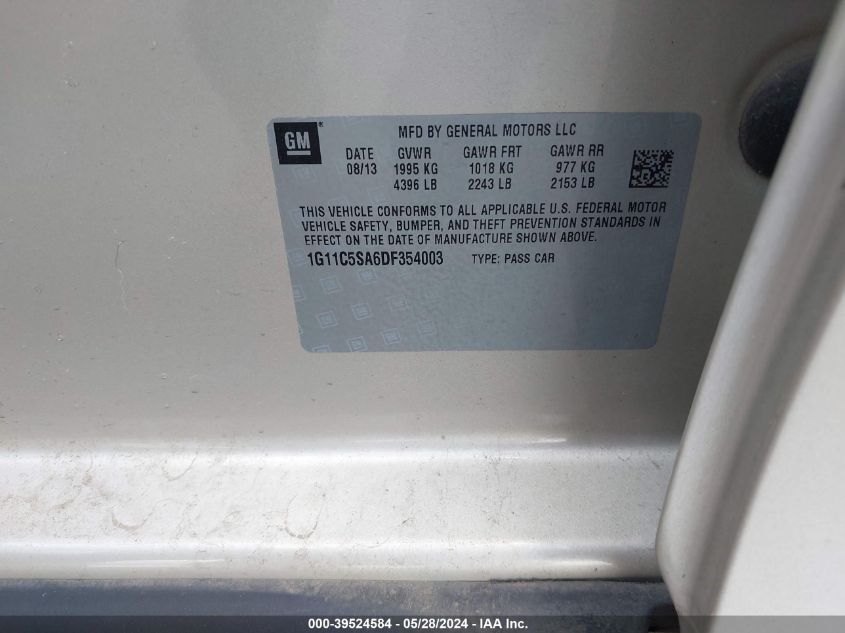 GM®
MFD BY GENERAL MOTORS LLC
DATE GVWR GAWR FRT GAWR RR
08/13 1995 KG 1018 KG 977 KG
4396 LB 2243 LB 2153 LB
THIS VEHICLE CONFORMS TO ALL APPLICABLE U.S. FEDERAL MOTOR
VEHICLE SAFETY, BUMPER, AND THEFT PREVENTION STANDARDS IN
EFFECT ON THE DATE OF MANUFACTURE SHOWN ABOVE.
1G11C5SA6DF354003 TYPE: PASS CAR
000-39524584 - 05/28/2024 - IAA Inc.